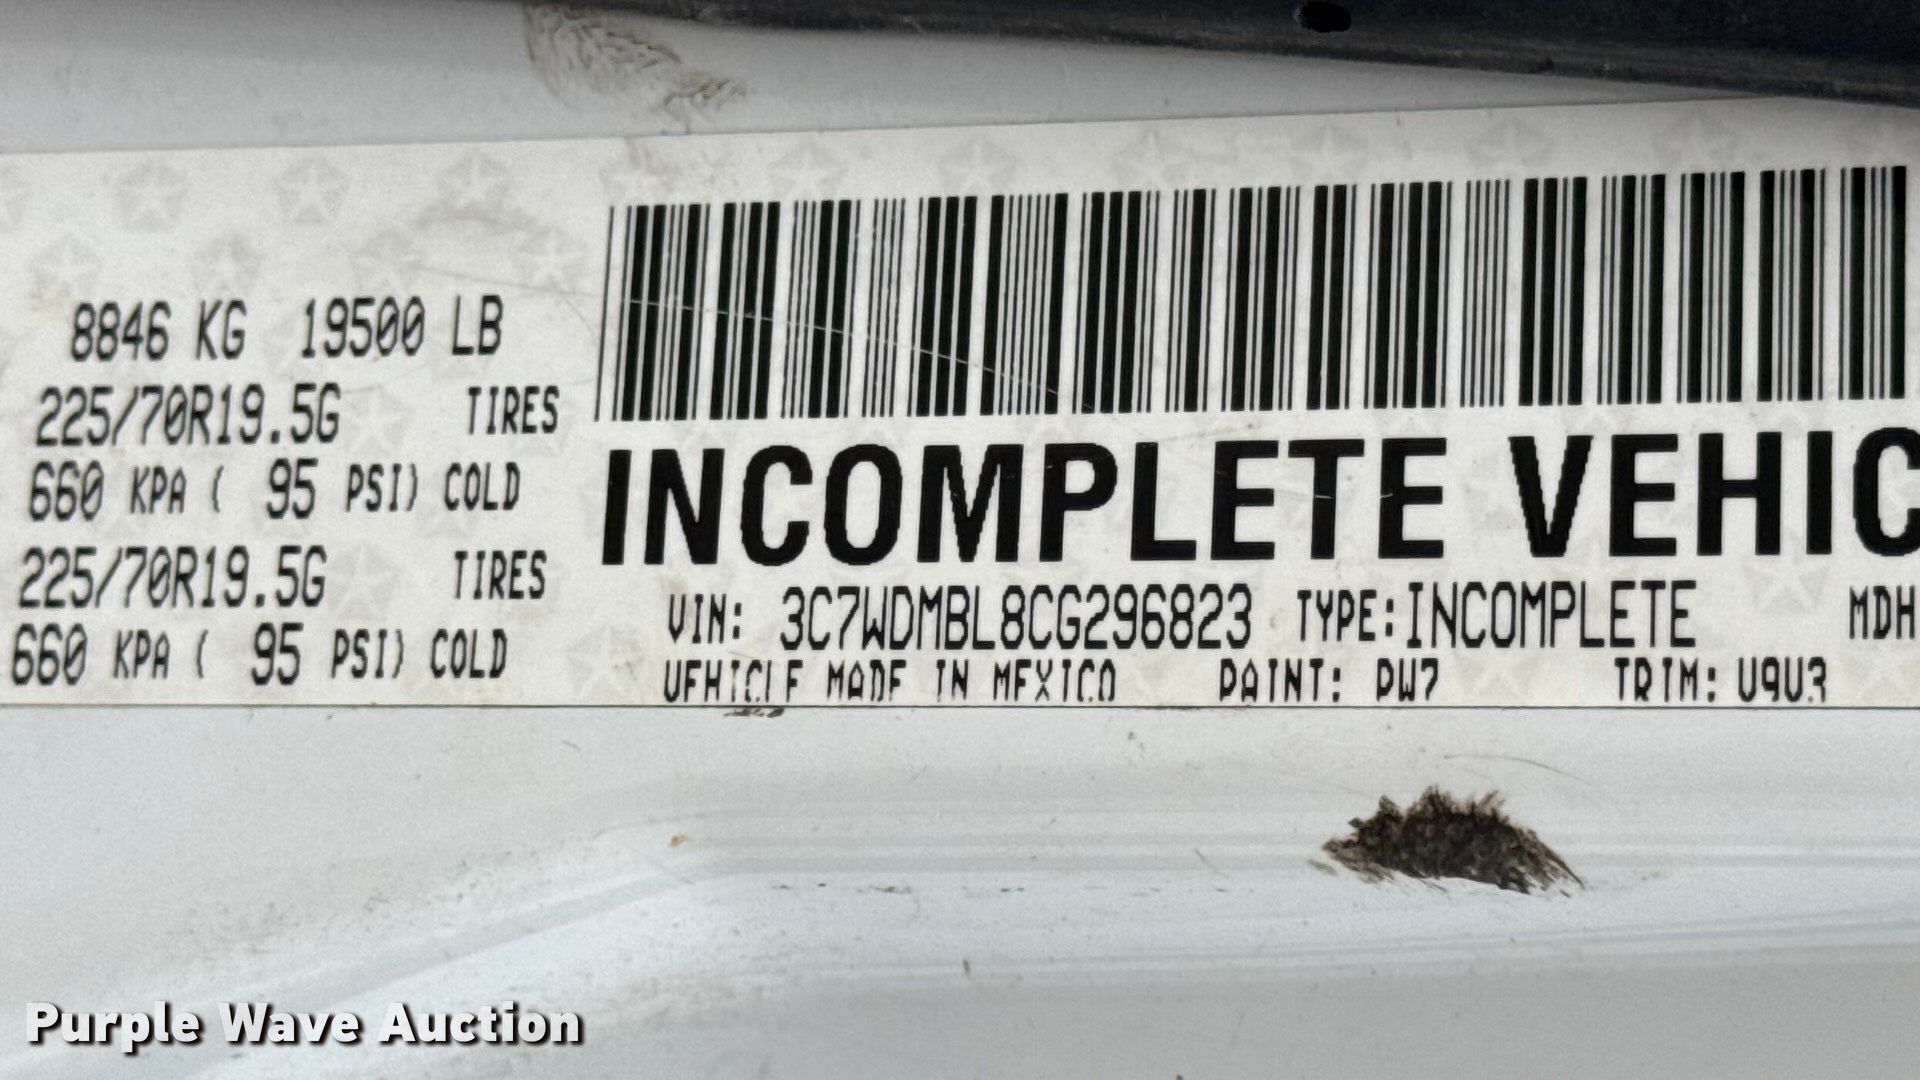 8846 KG 19500 LB
225/70R19.5G TIRES
660 KPA ( 95 PSI) COLD
225/70R19.5G TIRES
660 KPA ( 95 PSI) COLD
INCOMPLETE VEHIC
VIN: 3C7WDMBL8CG296823 TYPE: INCOMPLETE MDH
VEHICLE MADE IN MEXICO PAINT: PW7 TRIM: V9U3
Purple Wave Auction